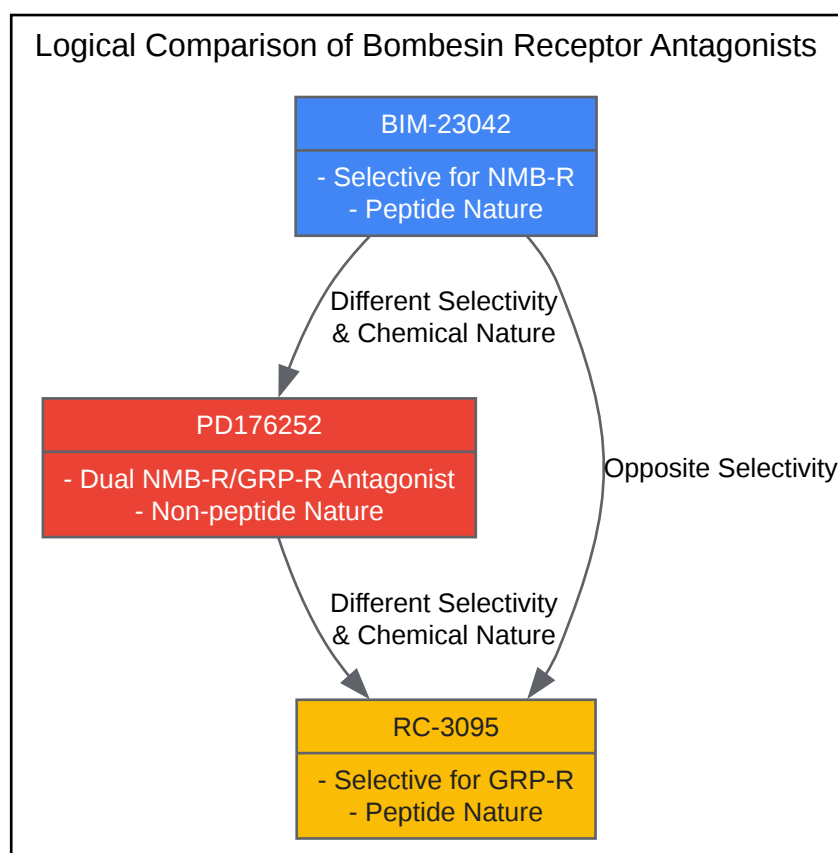 Logical Comparison of Bombesin Receptor Antagonists
BIM-23042
- Selective for NMB-R
- Peptide Nature
Different Selectivity
& Chemical Nature
PD176252
- Dual NMB-R/GRP-R Antagonist
- Non-peptide Nature
Opposite Selectivity
Different Selectivity
& Chemical Nature
RC-3095
- Selective for GRP-R
- Peptide Nature